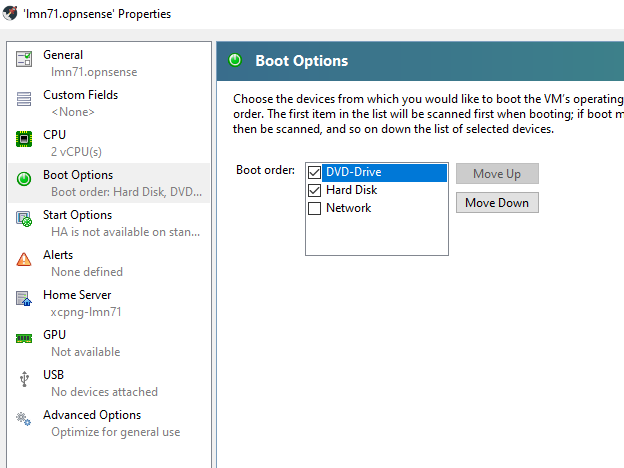 'lmn71.opnsense' Properties
General
lmn71.opnsense
Custom Fields
<None>
CPU
2 vCPU(s)
Boot Options
Boot order: Hard Disk, DVD...
Start Options
HA is not available on stan...
Alerts
None defined
Home Server
xcpng-lmn71
GPU
Not available
USB
No devices attached
Advanced Options
Optimize for general use
Boot Options
Choose the devices from which you would like to boot the VM's operating
order. The first item in the list will be scanned first when booting; if boot m
then be scanned, and so on down the list of selected devices.
Boot order:
DVD-Drive
Hard Disk
Network
Move Up
Move Down